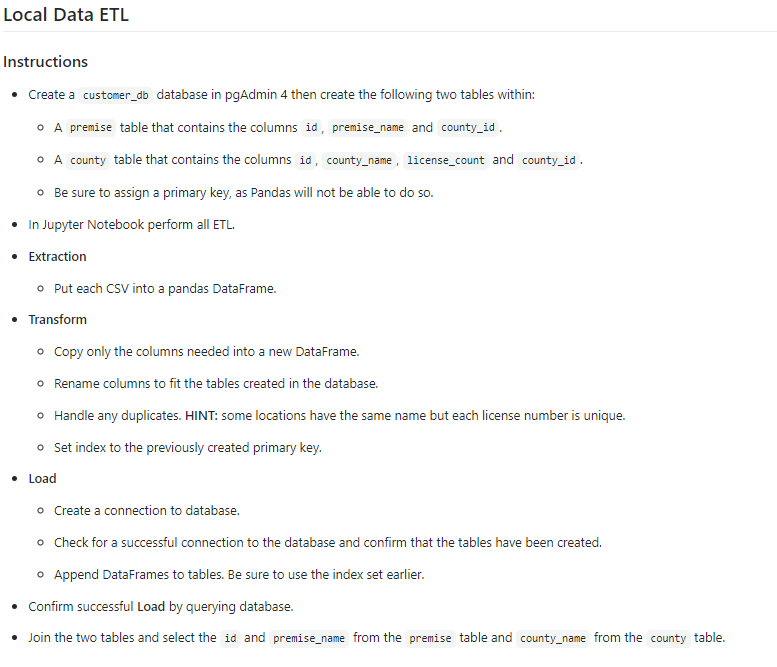 Local Data ETL
Instructions
• Create a customer_db database in pgAdmin 4 then create the following two tables within:
○ A premise table that contains the columns id, premise_name and county_id.
○ A county table that contains the columns id, county_name, license_count and county_id.
○ Be sure to assign a primary key, as Pandas will not be able to do so.
• In Jupyter Notebook perform all ETL.
• Extraction
○ Put each CSV into a pandas DataFrame.
• Transform
○ Copy only the columns needed into a new DataFrame.
○ Rename columns to fit the tables created in the database.
○ Handle any duplicates. HINT: some locations have the same name but each license number is unique.
○ Set index to the previously created primary key.
• Load
○ Create a connection to database.
○ Check for a successful connection to the database and confirm that the tables have been created.
○ Append DataFrames to tables. Be sure to use the index set earlier.
• Confirm successful Load by querying database.
• Join the two tables and select the id and premise_name from the premise table and county_name from the county table.